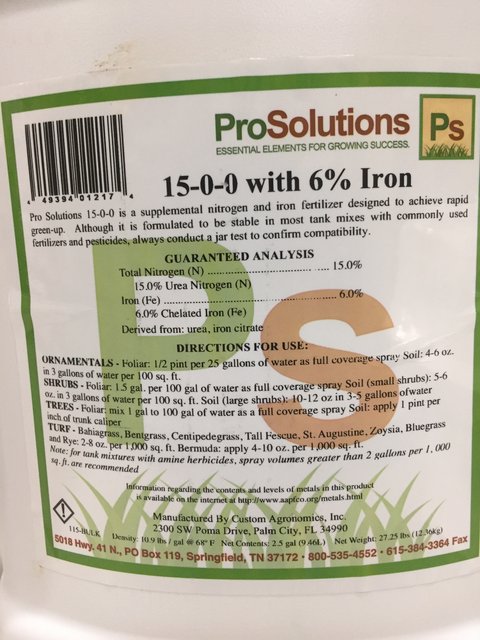 ProSolutions Ps
ESSENTIAL ELEMENTS FOR GROWING SUCCESS.
4 49394 01217 4
15-0-0 with 6% Iron
Pro Solutions 15-0-0 is a supplemental nitrogen and iron fertilizer designed to achieve rapid
green-up. Although it is formulated to be stable in most tank mixes with commonly used
fertilizers and pesticides, always conduct a jar test to confirm compatibility.
GUARANTEED ANALYSIS
Total Nitrogen (N) .................................... 15.0%
15.0% Urea Nitrogen (N)
Iron (Fe) ..................................................... 6.0%
6.0% Chelated Iron (Fe)
Derived from: urea, iron citrate
DIRECTIONS FOR USE:
ORNAMENTALS - Foliar: 1/2 pint per 25 gallons of water as full coverage spray Soil: 4-6 oz.
in 3 gallons of water per 100 sq. ft.
SHRUBS - Foliar: 1.5 gal. per 100 gal of water as full coverage spray Soil (small shrubs): 5-6
oz. in 3 gallons of water per 100 sq. ft. Soil (large shrubs): 10-12 oz in 3-5 gallons of water
TREES - Foliar: mix 1 gal to 100 gal of water as a full coverage spray Soil: apply 1 pint per
inch of trunk caliper
TURF - Bahiagrass, Bentgrass, Centipedegrass, Tall Fescue, St. Augustine, Zoysia, Bluegrass
and Rye: 2-8 oz. per 1,000 sq. ft. Bermuda: apply 4-10 oz. per 1,000 sq. ft.
Note: for tank mixtures with amine herbicides, spray volumes greater than 2 gallons per 1,000
sq. ft. are recommended
Information regarding the contents and levels of metals in this product
is available on the internet at http://www.aapfco.org/metals.html
Manufactured By Custom Agronomics, Inc.
2300 SW Poma Drive, Palm City, FL 34990
115-BULK Density: 10.9 lbs / gal @ 68° F Net Contents: 2.5 gal (9.46L) Net Weight: 27.25 lbs (12.36kg)
5018 Hwy. 41 N., PO Box 119, Springfield, TN 37172 • 800-535-4552 • 615-384-3364 Fax
Ps